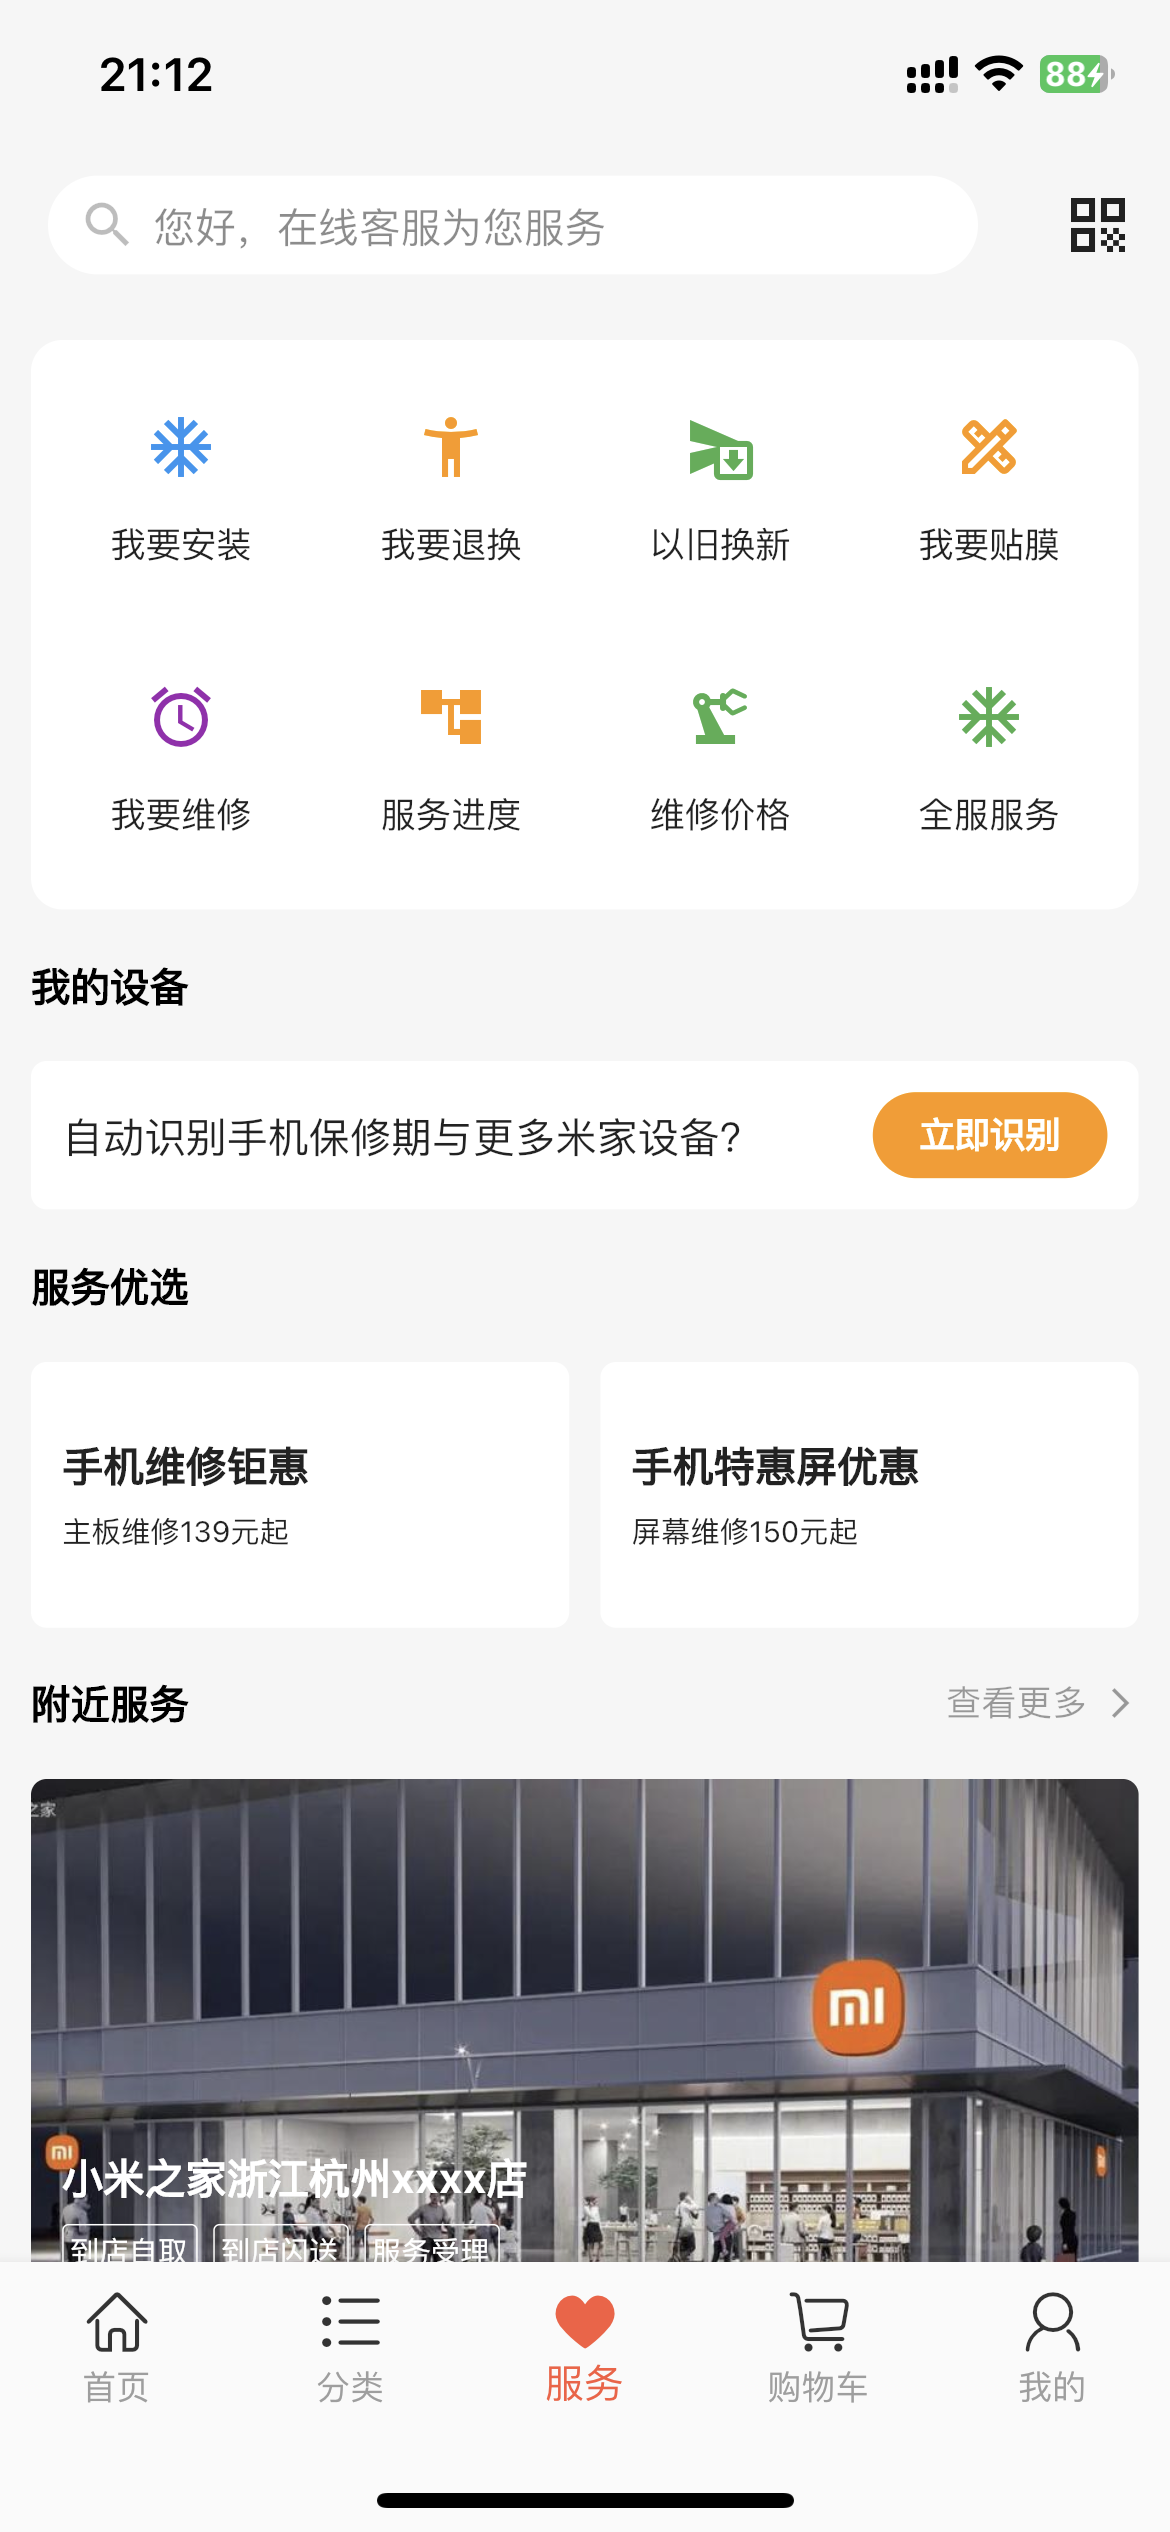 21:12
88
您好，在线客服为您服务
我要安装 我要退换 以旧换新 我要贴膜
我要维修 服务进度 维修价格 全服服务
我的设备
自动识别手机保修期与更多米家设备?
立即识别
服务优选
手机维修钜惠 手机特惠屏优惠
主板维修139元起 屏幕维修150元起
附近服务
查看更多
之家
mi
mi
小米之家浙江杭州xxxx店
到店自取 到店闪送 服务受理
首页 分类 服务 购物车 我的